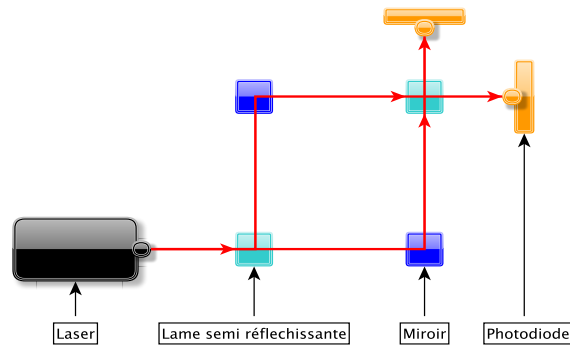 Laser
Lame semi réflechissante
Miroir
Photodiode